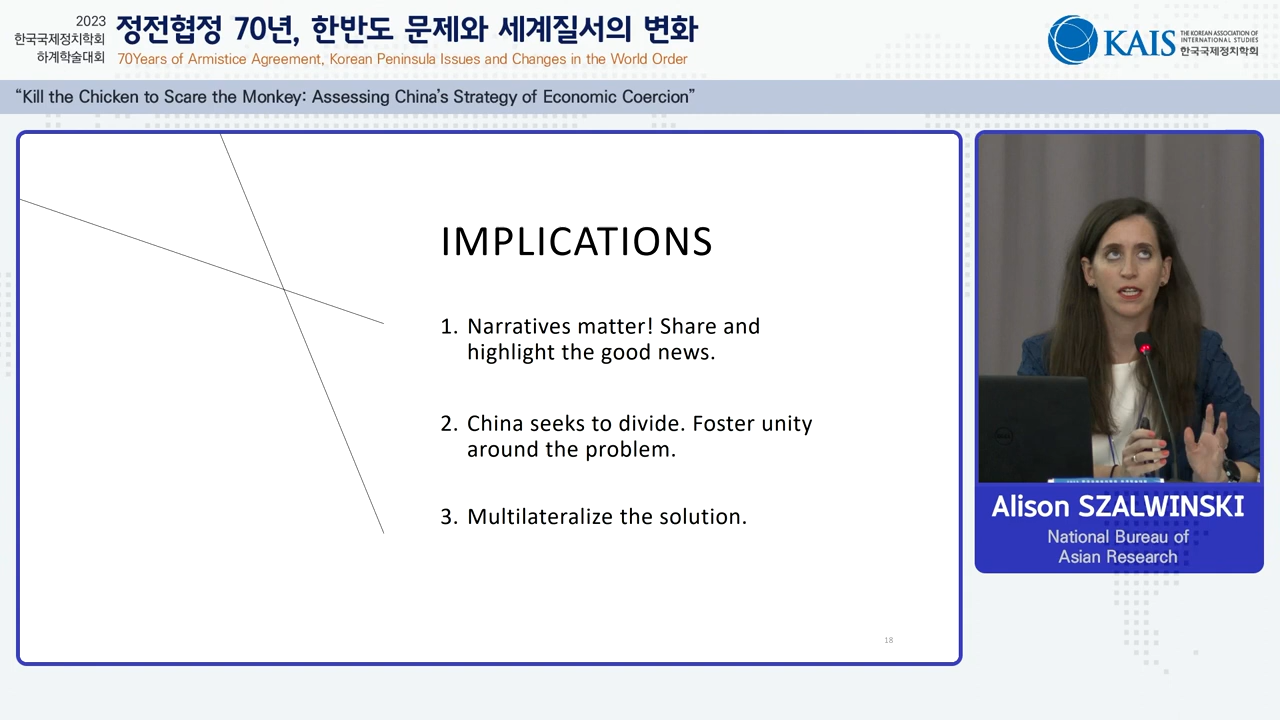 2023
한국국제정치학회
하계학술대회
정전협정 70년, 한반도 문제와 세계질서의 변화
70Years of Armistice Agreement, Korean Peninsula Issues and Changes in the World Order
KAIS
THE KOREAN ASSOCIATION OF
INTERNATIONAL STUDIES
한국국제정치학회
“Kill the Chicken to Scare the Monkey: Assessing China’s Strategy of Economic Coercion”
IMPLICATIONS
1. Narratives matter! Share and
highlight the good news.
2. China seeks to divide. Foster unity
around the problem.
3. Multilateralize the solution.
18
Alison SZALWINSKI
National Bureau of
Asian Research